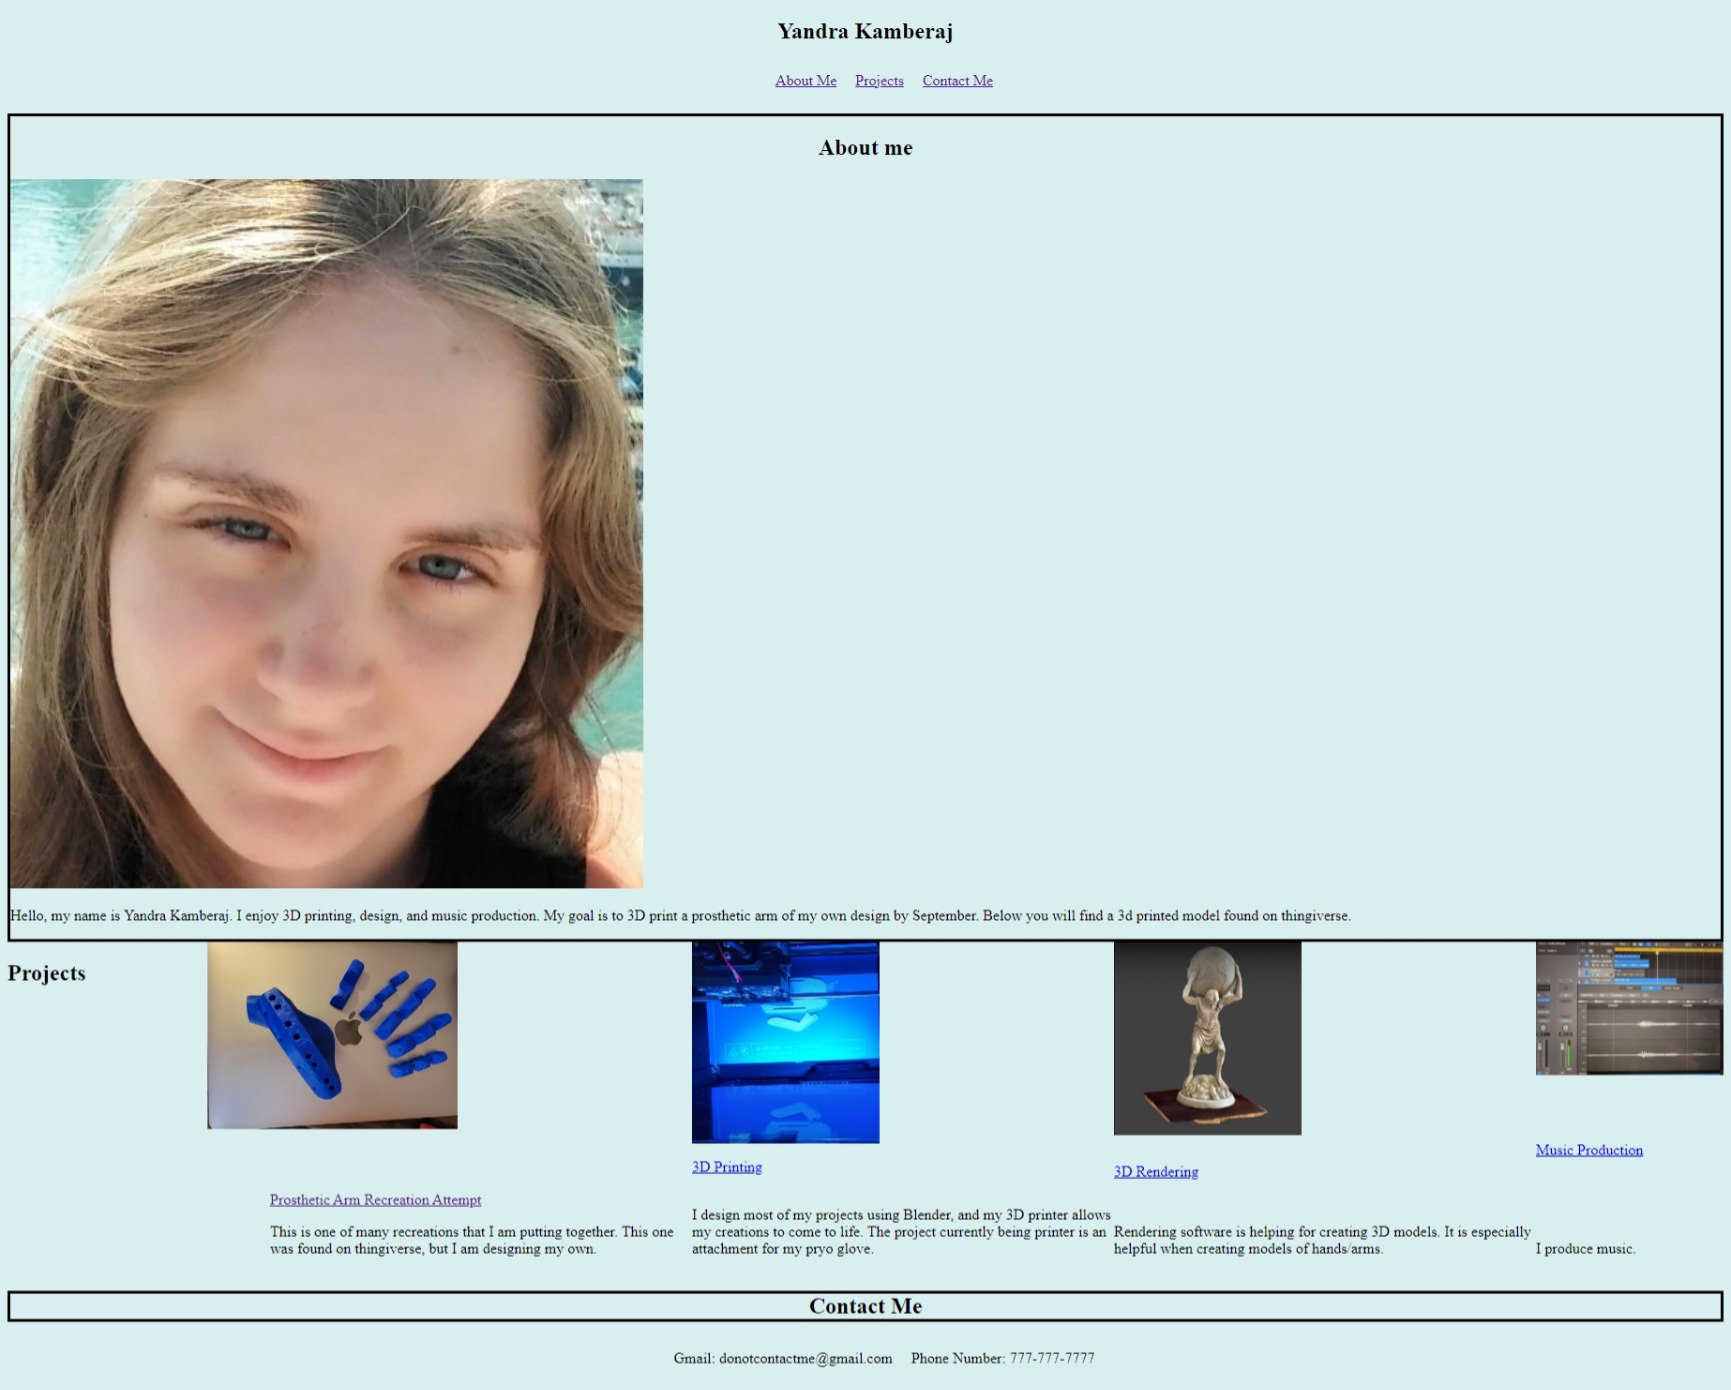 Yandra Kamberaj
About Me Projects Contact Me
About me
Hello, my name is Yandra Kamberaj. I enjoy 3D printing, design, and music production. My goal is to 3D print a prosthetic arm of my own design by September. Below you will find a 3d printed model found on thingiverse.
Projects
Prosthetic Arm Recreation Attempt
This is one of many recreations that I am putting together. This one
was found on thingiverse, but I am designing my own.
3D Printing
I design most of my projects using Blender, and my 3D printer allows
my creations to come to life. The project currently being printer is an
attachment for my pryo glove.
3D Rendering
Rendering software is helping for creating 3D models. It is especially
helpful when creating models of hands/arms.
Music Production
I produce music.
Contact Me
Gmail: donotcontactme@gmail.com Phone Number: 777-777-7777